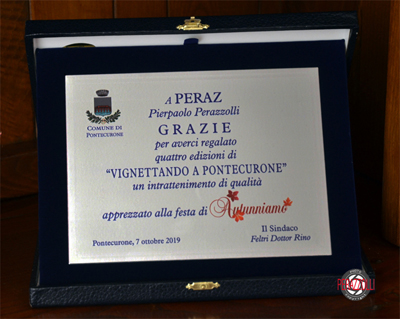 COMUNE DI
PONTECURONE
A PERAZ
Pierpaolo Perazzolli
GRAZIE
per averci regalato
quattro edizioni di
“VIGNETTANDO A PONTECURONE”
un intrattenimento di qualità
apprezzato alla festa di Autunniamo
Pontecurone, 7 ottobre 2019
Il Sindaco
Feltri Dottor Rino